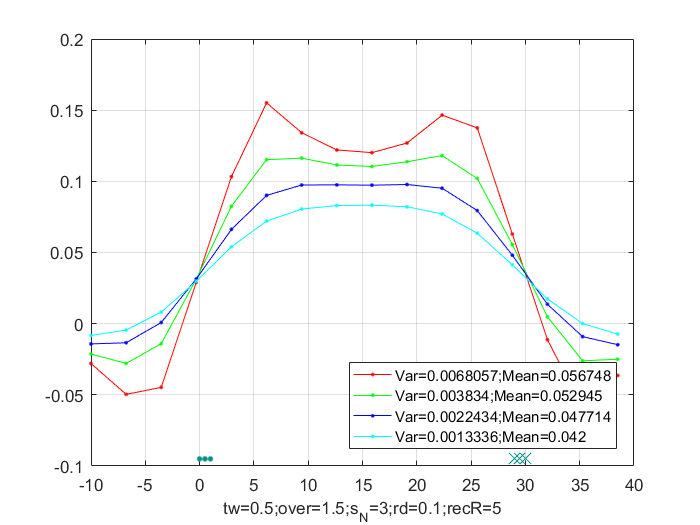 0.2
0.15
0.1
0.05
0
-0.05
-0.1
Var=0.0068057;Mean=0.056748
Var=0.003834;Mean=0.052945
Var=0.0022434;Mean=0.047714
Var=0.0013336;Mean=0.042
-10 -5 0 5 10 15 20 25 30 35 40
tw=0.5;over=1.5;s_N=3;rd=0.1;recR=5